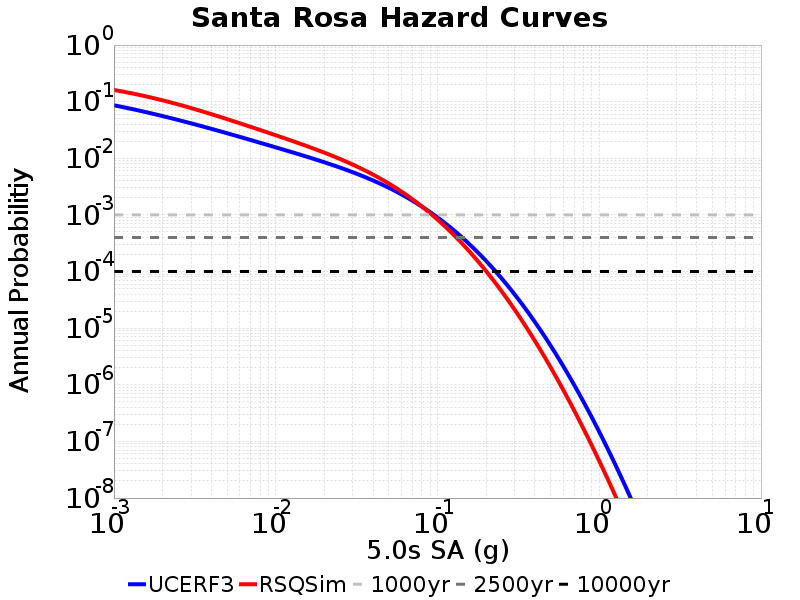 Santa Rosa Hazard Curves
10^0
10^-1
10^-2
10^-3
10^-4
10^-5
10^-6
10^-7
10^-8
Annual Probabilitiy
10^-3 10^-2 10^-1 10^0 10^1
5.0s SA (g)
UCERF3 RSQSim 1000yr 2500yr 10000yr